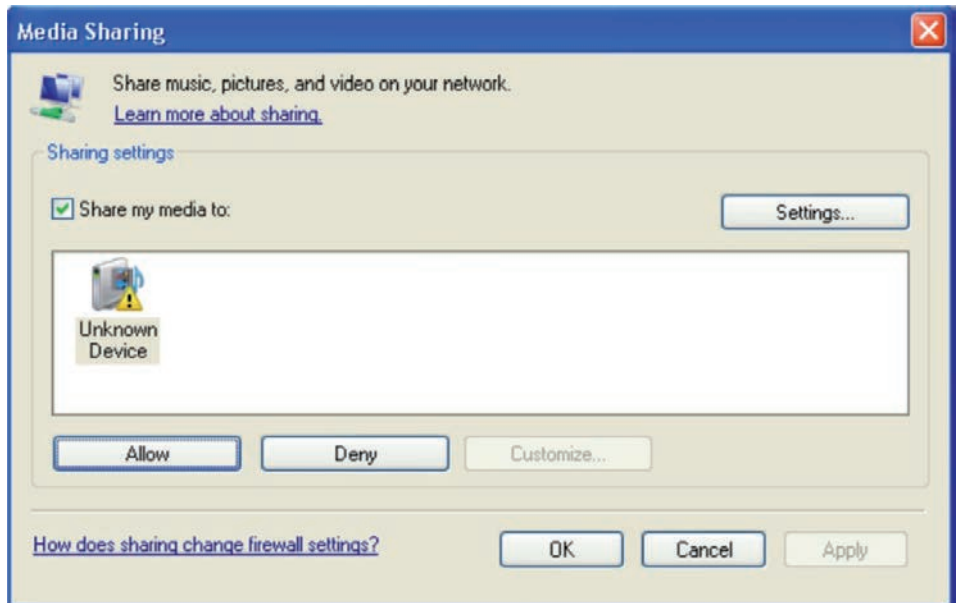 Media Sharing
Share music, pictures, and video on your network.
Learn more about sharing.
Sharing settings
Share my media to:
Settings...
Unknown
Device
Allow
Deny
Customize...
How does sharing change firewall settings?
OK
Cancel
Apply